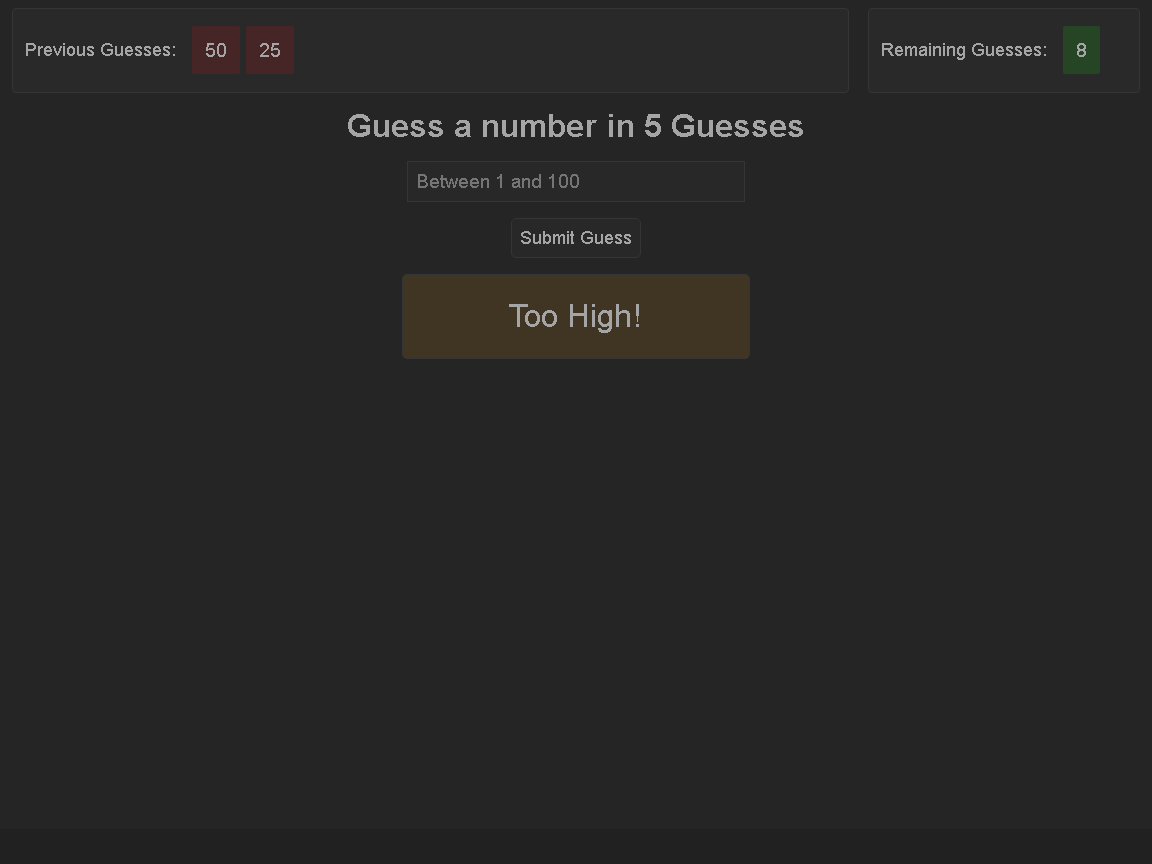 Previous Guesses: 50 25
Remaining Guesses: 8
Guess a number in 5 Guesses
Between 1 and 100
Submit Guess
Too High!